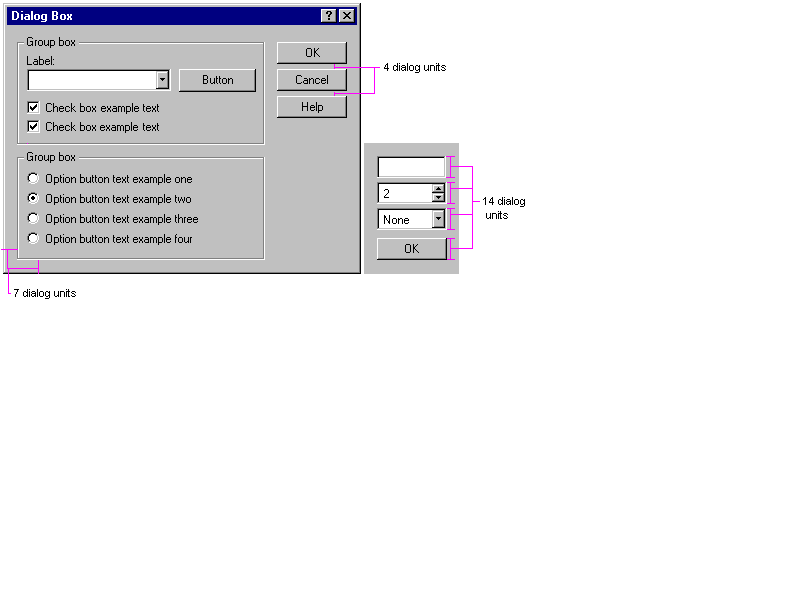 Dialog Box
Group box
Label:
Button
Check box example text
Check box example text
OK
Cancel
Help
4 dialog units
Group box
Option button text example one
Option button text example two
Option button text example three
Option button text example four
7 dialog units
2
None
OK
14 dialog
units